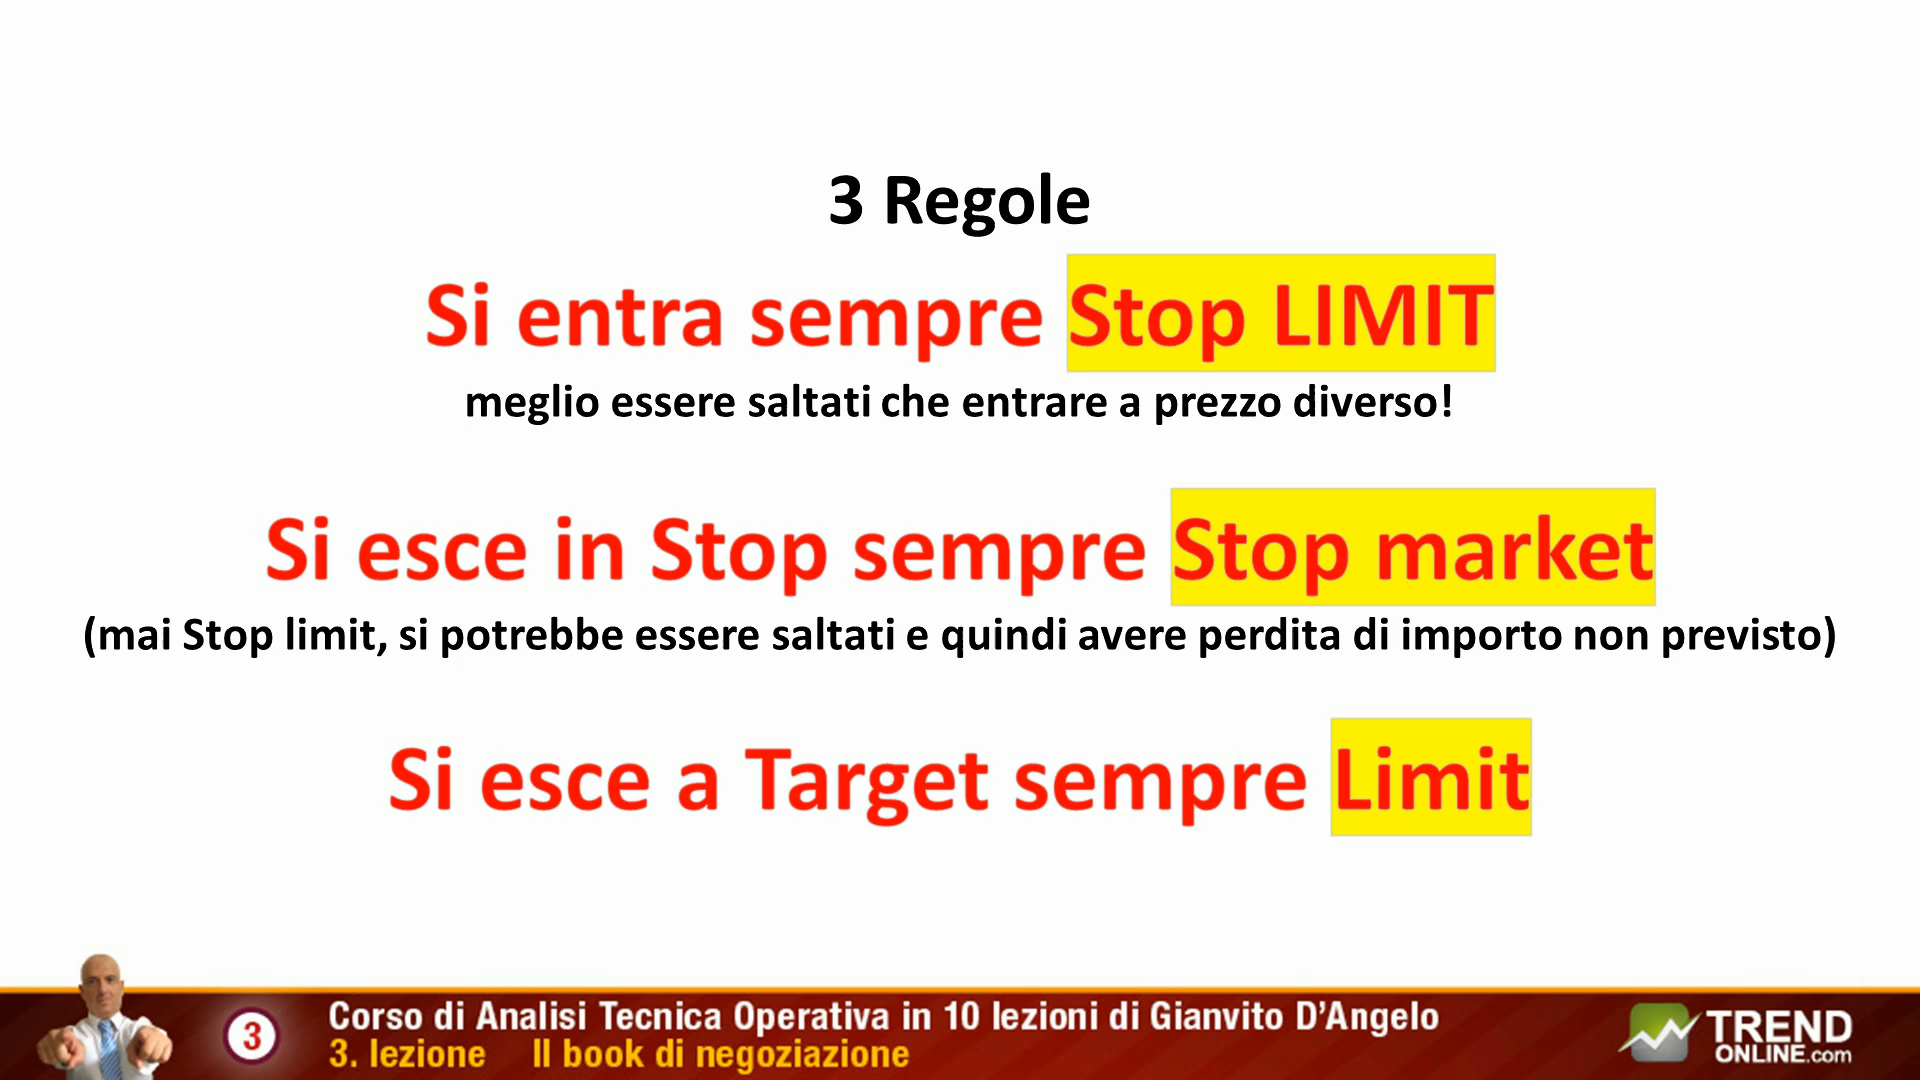 3 Regole
Si entra sempre Stop LIMIT
meglio essere saltati che entrare a prezzo diverso!
Si esce in Stop sempre Stop market
(mai Stop limit, si potrebbe essere saltati e quindi avere perdita di importo non previsto)
Si esce a Target sempre Limit
3
Corso di Analisi Tecnica Operativa in 10 lezioni di Gianvito D'Angelo
3. lezione Il book di negoziazione
TREND
ONLINE.com